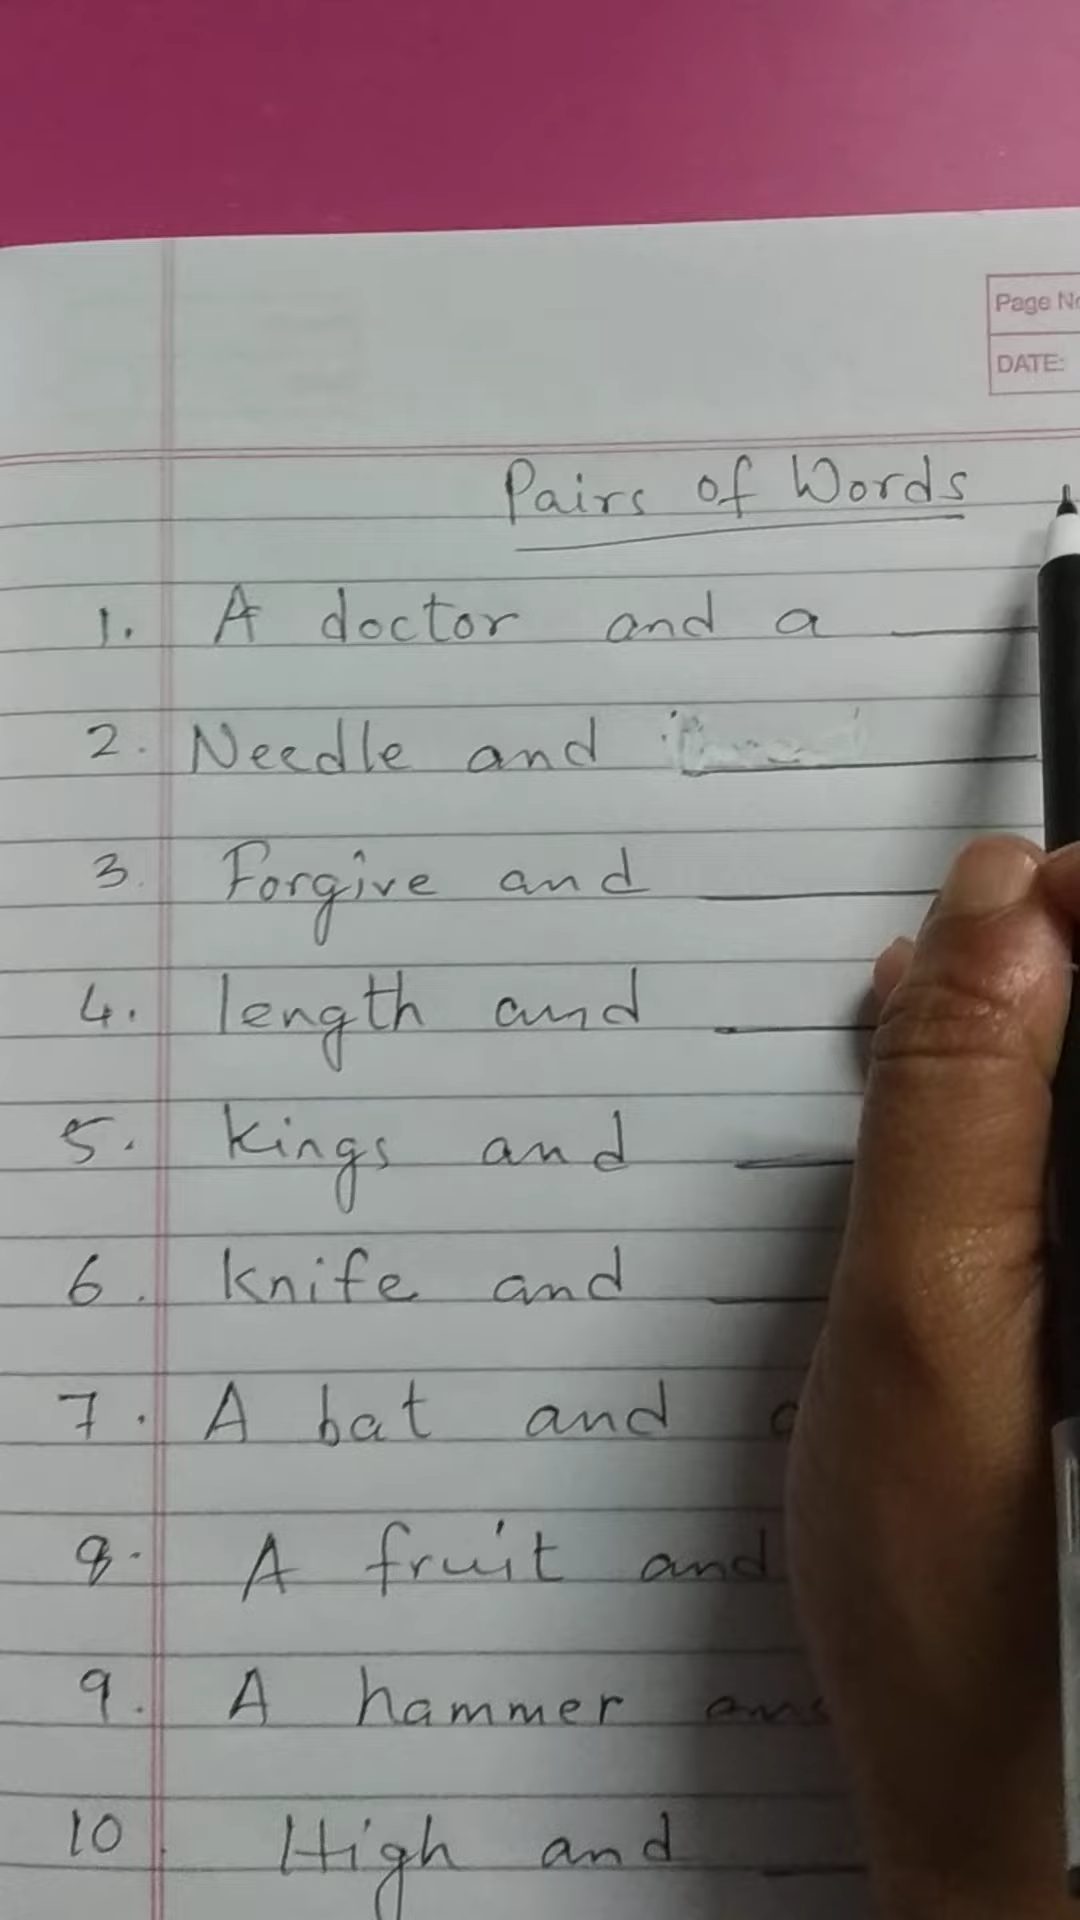 Page No
DATE:
Pairs of Words
1. A doctor and a
2. Needle and
3. Forgive and
4. length and
5. kings and
6. knife and
7. A bat and
8. A fruit and
9. A hammer
10 High and